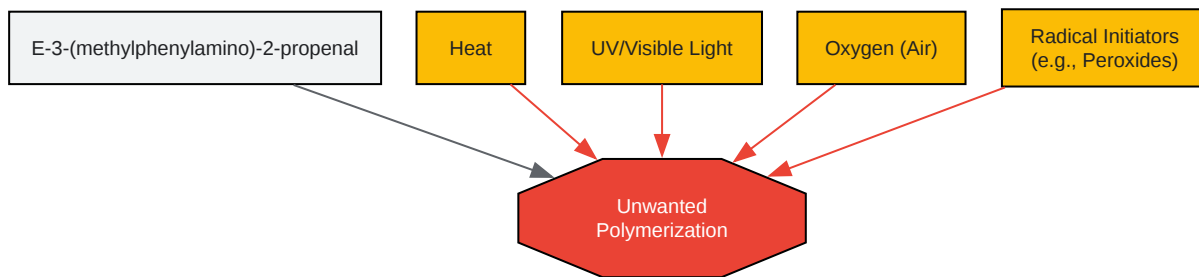 E-3-(methylphenylamino)-2-propenal
Heat
UV/Visible Light
Oxygen (Air)
Radical Initiators
(e.g., Peroxides)
Unwanted
Polymerization